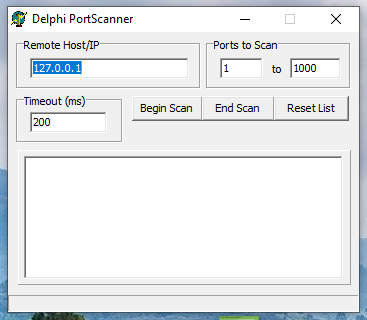 Delphi PortScanner
Remote Host/IP
127.0.0.1
Ports to Scan
1 to 1000
Timeout (ms)
200
Begin Scan End Scan Reset List